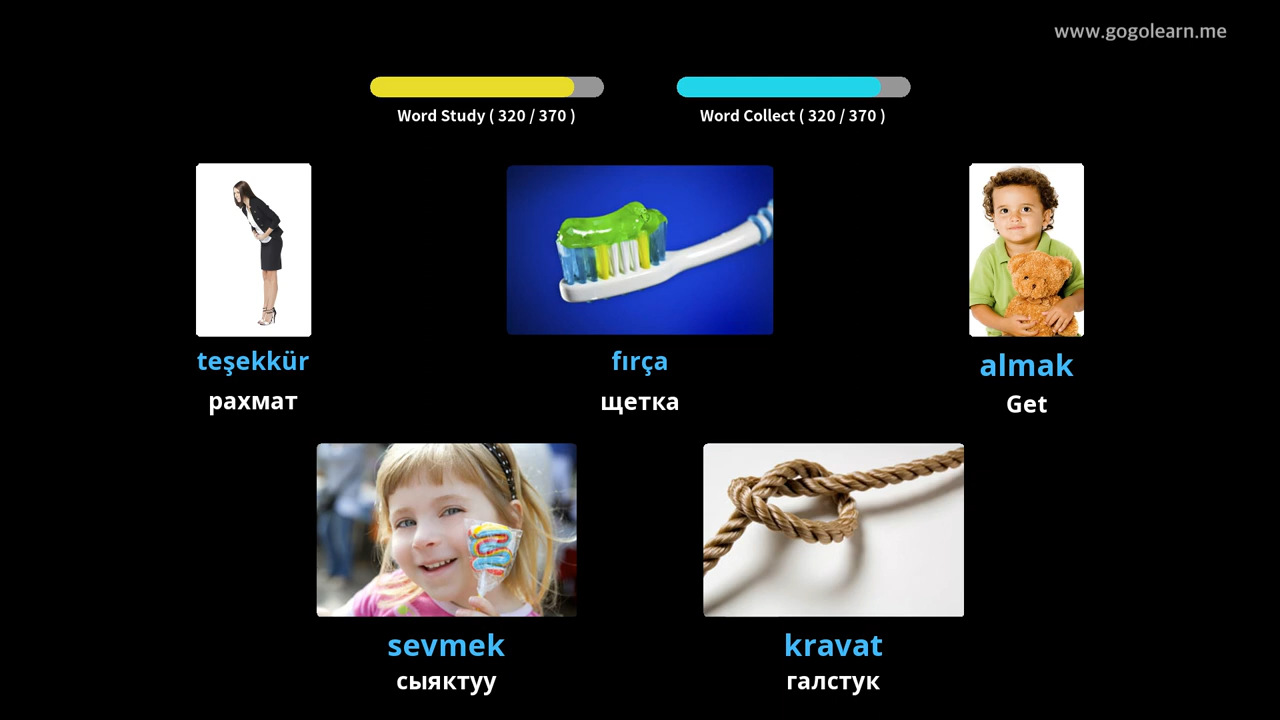 www.gogolearn.me
Word Study ( 320 / 370 )
Word Collect ( 320 / 370 )
teşekkür
рахмат
fırça
щетка
almak
Get
sevmek
сыяктуу
kravat
галстук